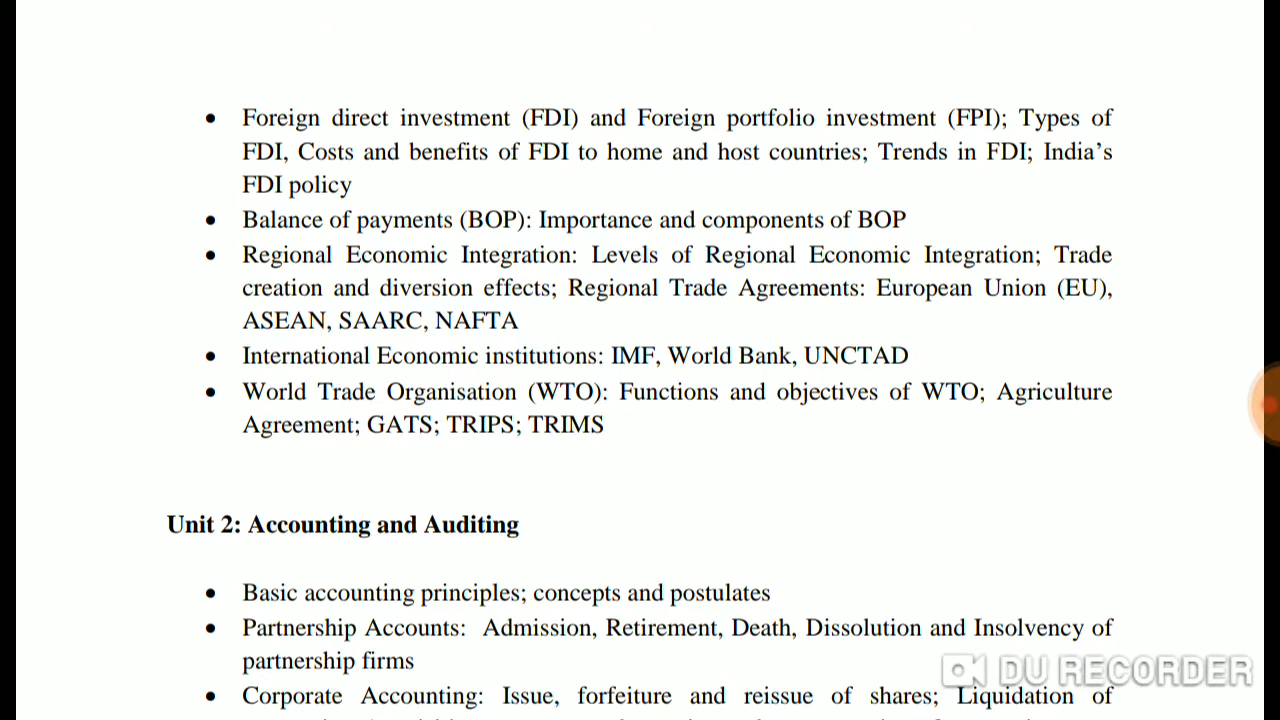 • Foreign direct investment (FDI) and Foreign portfolio investment (FPI); Types of
FDI, Costs and benefits of FDI to home and host countries; Trends in FDI; India’s
FDI policy
• Balance of payments (BOP): Importance and components of BOP
• Regional Economic Integration: Levels of Regional Economic Integration; Trade
creation and diversion effects; Regional Trade Agreements: European Union (EU),
ASEAN, SAARC, NAFTA
• International Economic institutions: IMF, World Bank, UNCTAD
• World Trade Organisation (WTO): Functions and objectives of WTO; Agriculture
Agreement; GATS; TRIPS; TRIMS
Unit 2: Accounting and Auditing
• Basic accounting principles; concepts and postulates
• Partnership Accounts: Admission, Retirement, Death, Dissolution and Insolvency of
partnership firms
• Corporate Accounting: Issue, forfeiture and reissue of shares; Liquidation of
DU RECORDER